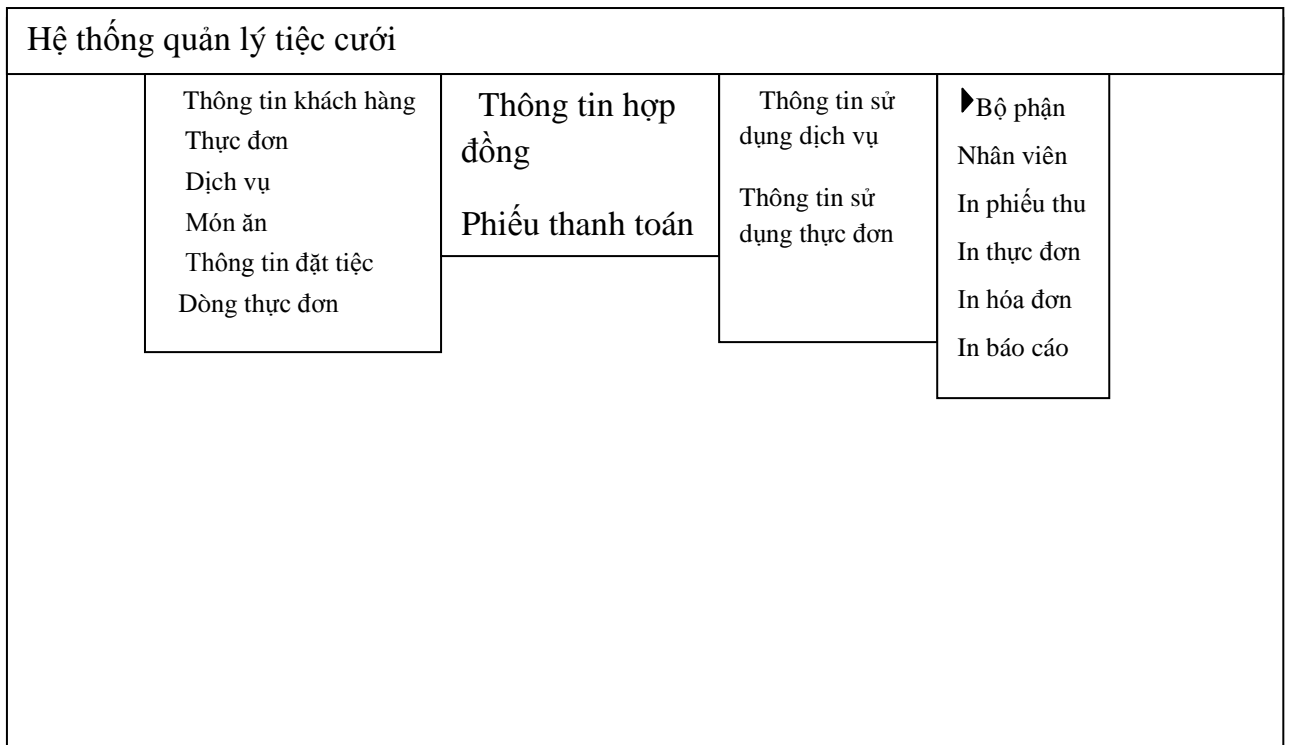 Hệ thống quản lý tiệc cưới
Thông tin khách hàng
Thực đơn
Dịch vụ
Món ăn
Thông tin đặt tiệc
Dòng thực đơn
Thông tin hợp
đồng
Phiếu thanh toán
Thông tin sử
dụng dịch vụ
Thông tin sử
dụng thực đơn
Bộ phận
Nhân viên
In phiếu thu
In thực đơn
In hóa đơn
In báo cáo